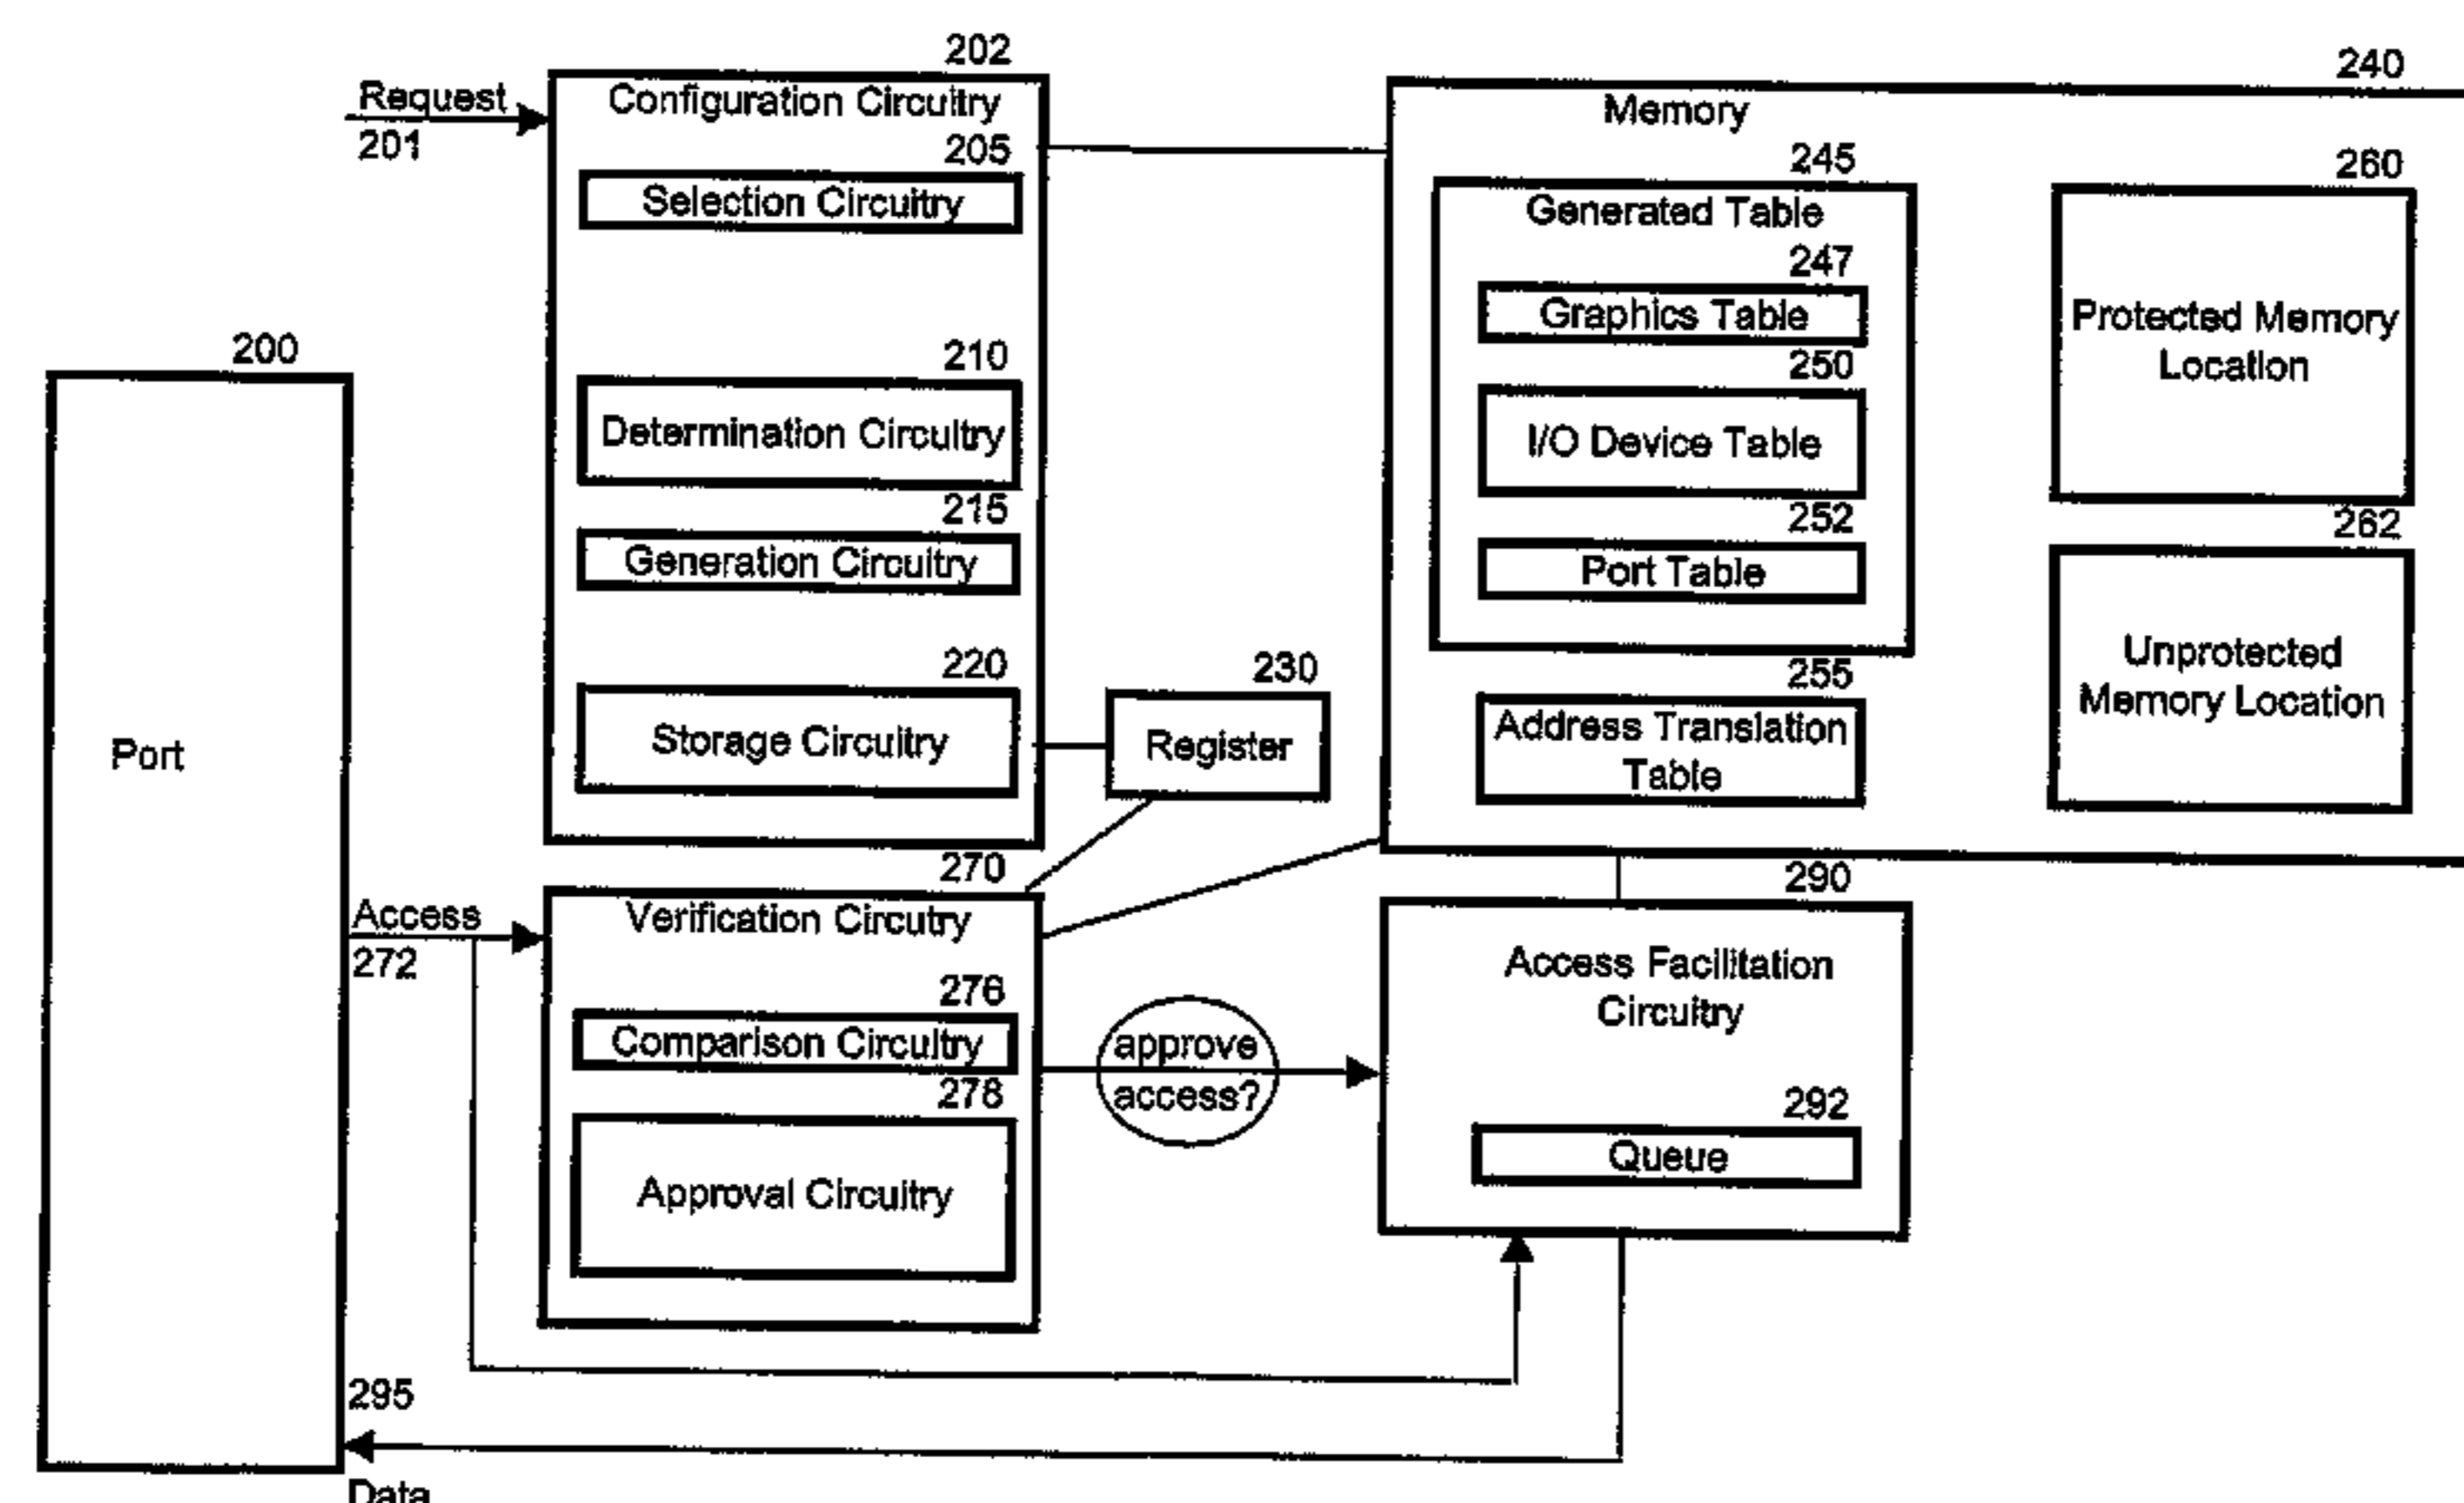 200
Port
Request
201
202
Configuration Circuitry
205
Selection Circuitry
210
Determination Circuitry
215
Generation Circuitry
220
Storage Circuitry
230
Register
240
Memory
245
Generated Table
247
Graphics Table
250
I/O Device Table
252
Port Table
255
Address Translation
Table
260
Protected Memory
Location
262
Unprotected
Memory Location
Access
272
270
Verification Circutry
276
Comparison Circuitry
278
Approval Circuitry
approve
access?
290
Access Facilitation
Circuitry
292
Queue
295
Data